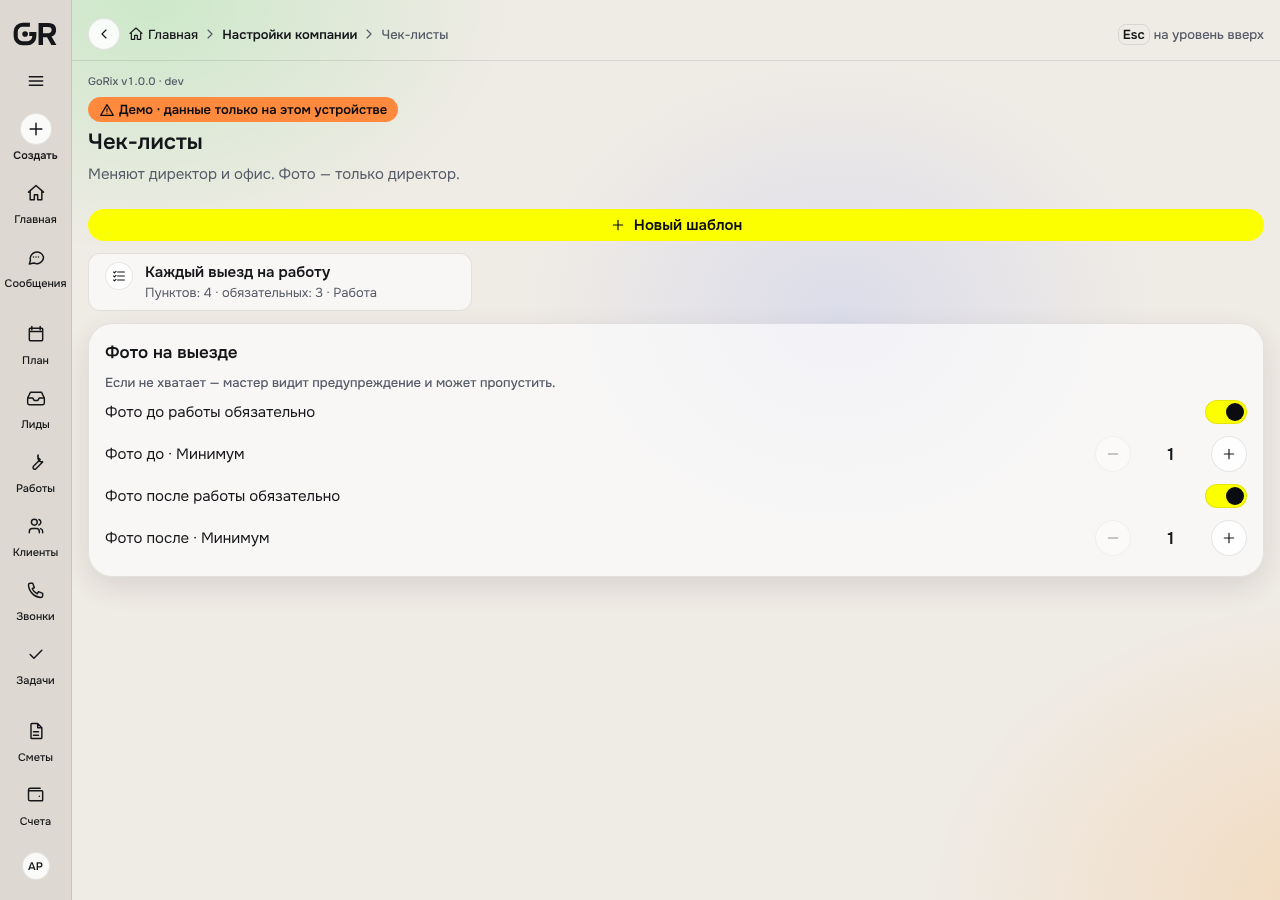 GR
Создать
Главная
Сообщения
План
Лиды
Работы
Клиенты
Звонки
Задачи
Сметы
Счета
AP
Главная > Настройки компании > Чек-листы
Esc на уровень вверх
GoRix v1.0.0 · dev
Демо · данные только на этом устройстве
Чек-листы
Меняют директор и офис. Фото — только директор.
+ Новый шаблон
Каждый выезд на работу
Пунктов: 4 · обязательных: 3 · Работа
Фото на выезде
Если не хватает — мастер видит предупреждение и может пропустить.
Фото до работы обязательно
Фото до · Минимум − 1 +
Фото после работы обязательно
Фото после · Минимум − 1 +